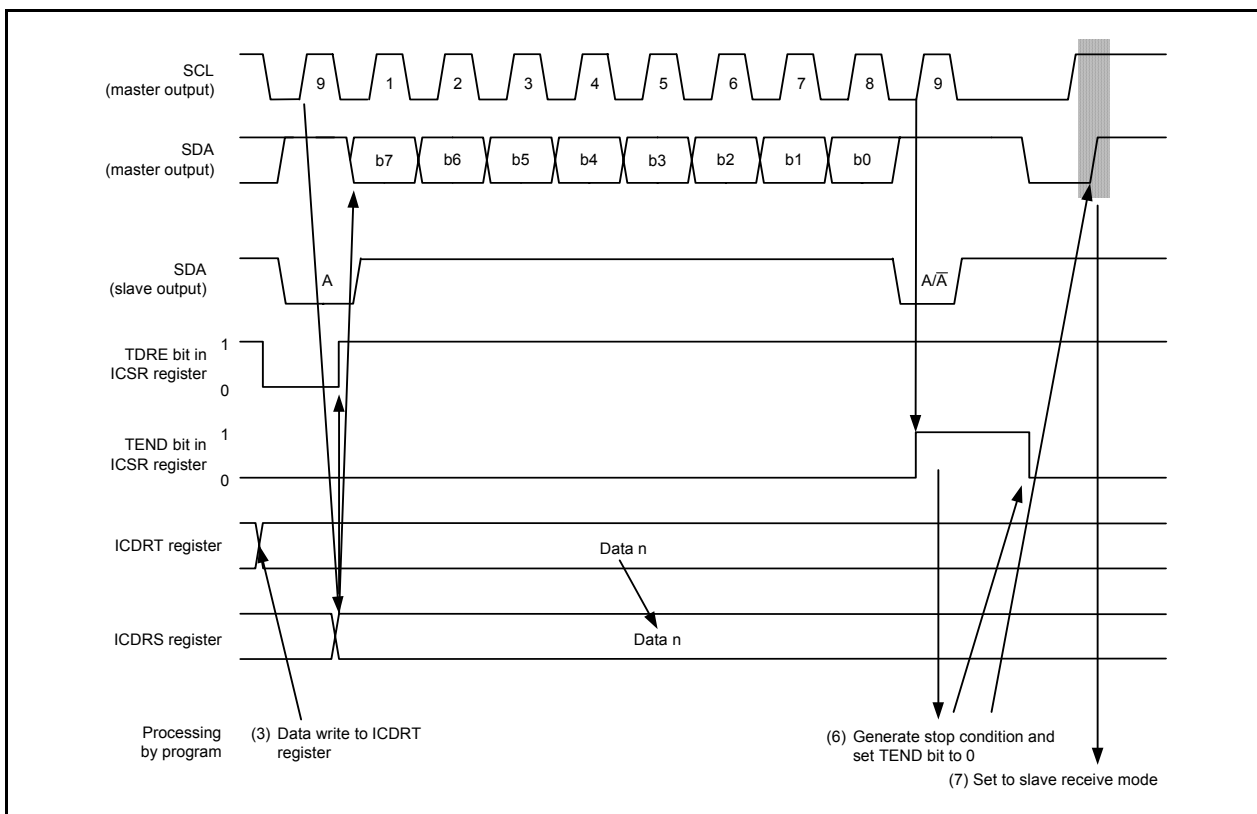 SCL
(master output)
9 1 2 3 4 5 6 7 8 9
SDA
(master output)
b7 b6 b5 b4 b3 b2 b1 b0
SDA
(slave output)
A A/A̅
TDRE bit in
ICSR register
1
0
TEND bit in
ICSR register
1
0
ICDRT register
Data n
ICDRS register
Data n
Processing
by program
(3) Data write to ICDRT
register
(6) Generate stop condition and
set TEND bit to 0
(7) Set to slave receive mode